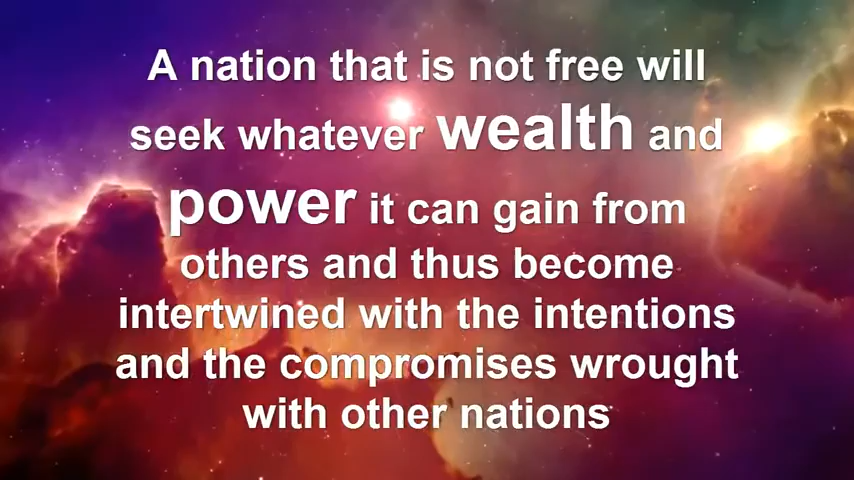 A nation that is not free will
seek whatever wealth and
power it can gain from
others and thus become
intertwined with the intentions
and the compromises wrought
with other nations